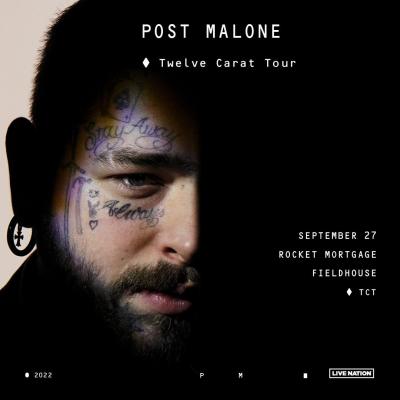 POST MALONE
♦ Twelve Carat Tour
Stay Away
Always
SEPTEMBER 27
ROCKET MORTGAGE
FIELDHOUSE
♦ TCT
2022
P M
LIVE NATION